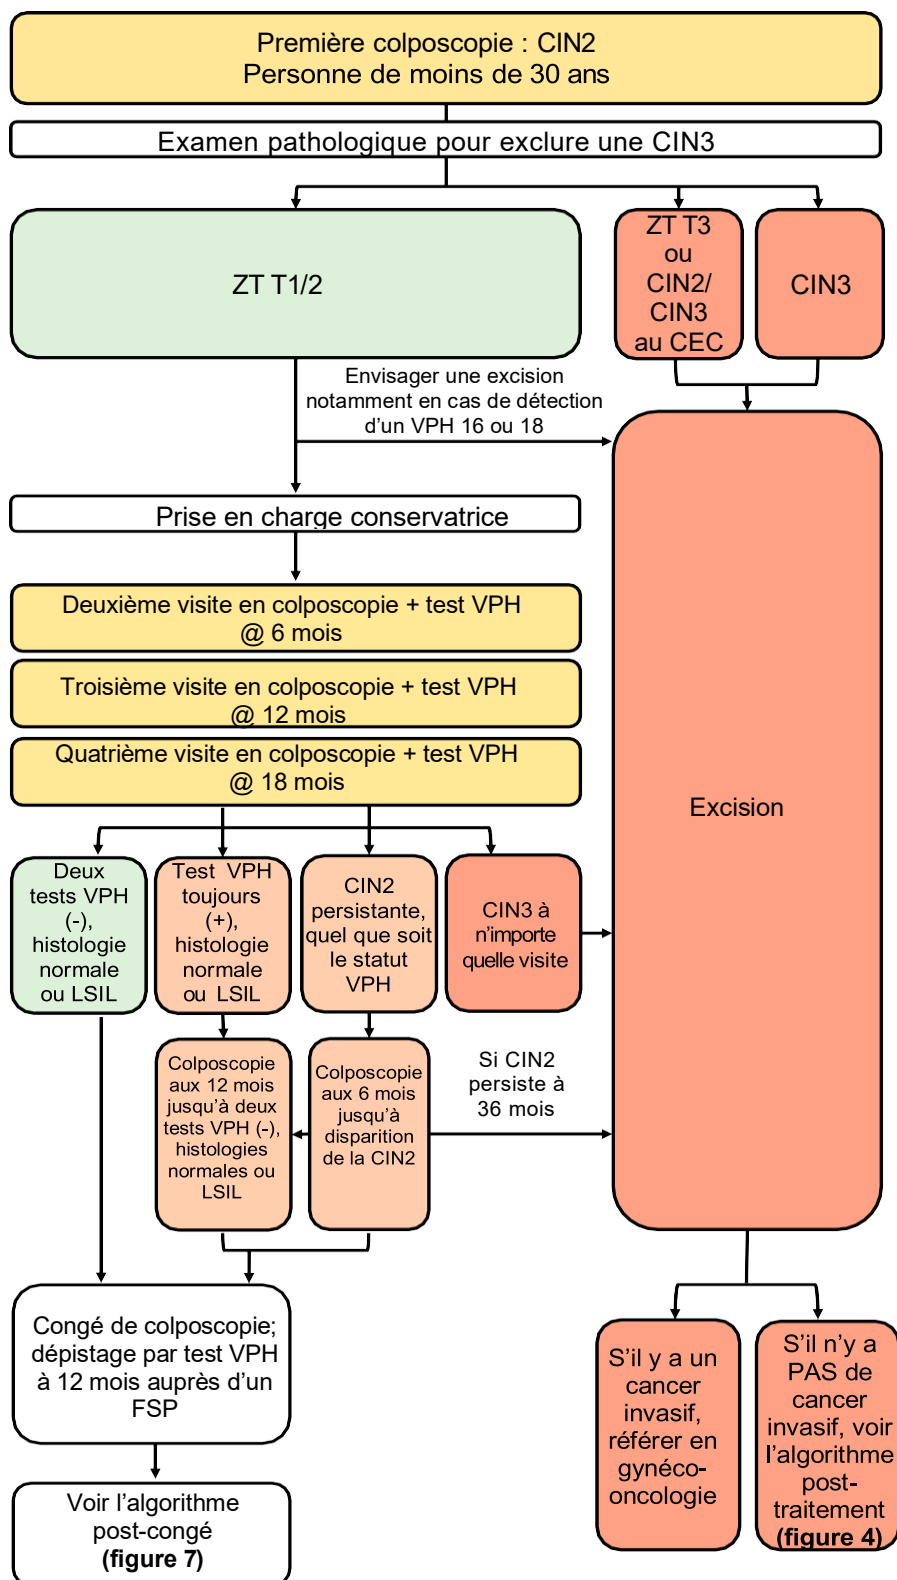 Première colposcopie : CIN2
Personne de moins de 30 ans
Examen pathologique pour exclure une CIN3
ZT T1/2
ZT T3
ou
CIN2/
CIN3
au CEC
CIN3
Envisager une excision
notamment en cas de détection
d’un VPH 16 ou 18
Prise en charge conservatrice
Deuxième visite en colposcopie + test VPH
@ 6 mois
Troisième visite en colposcopie + test VPH
@ 12 mois
Quatrième visite en colposcopie + test VPH
@ 18 mois
Excision
Deux
tests VPH
(-),
histologie
normale
ou LSIL
Test VPH
toujours
(+),
histologie
normale
ou LSIL
CIN2
persistante,
quel que soit
le statut
VPH
CIN3 à
n’importe
quelle visite
Colposcopie
aux 12 mois
jusqu’à deux
tests VPH (-),
histologies
normales ou
LSIL
Colposcopie
aux 6 mois
jusqu’à
disparition
de la CIN2
Si CIN2
persiste à
36 mois
Congé de colposcopie;
dépistage par test VPH
à 12 mois auprès d’un
FSP
Voir l’algorithme
post-congé
(figure 7)
S’il y a un
cancer
invasif,
référer en
gynéco-
oncologie
S’il n’y a
PAS de
cancer
invasif, voir
l’algorithme
post-
traitement
(figure 4)